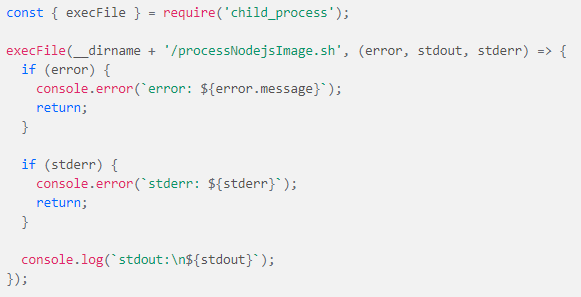 const { execFile } = require('child_process');

execFile(__dirname + '/processNodejsImage.sh', (error, stdout, stderr) => {
  if (error) {
    console.error(`error: ${error.message}`);
    return;
  }

  if (stderr) {
    console.error(`stderr: ${stderr}`);
    return;
  }

  console.log(`stdout:\n${stdout}`);
});